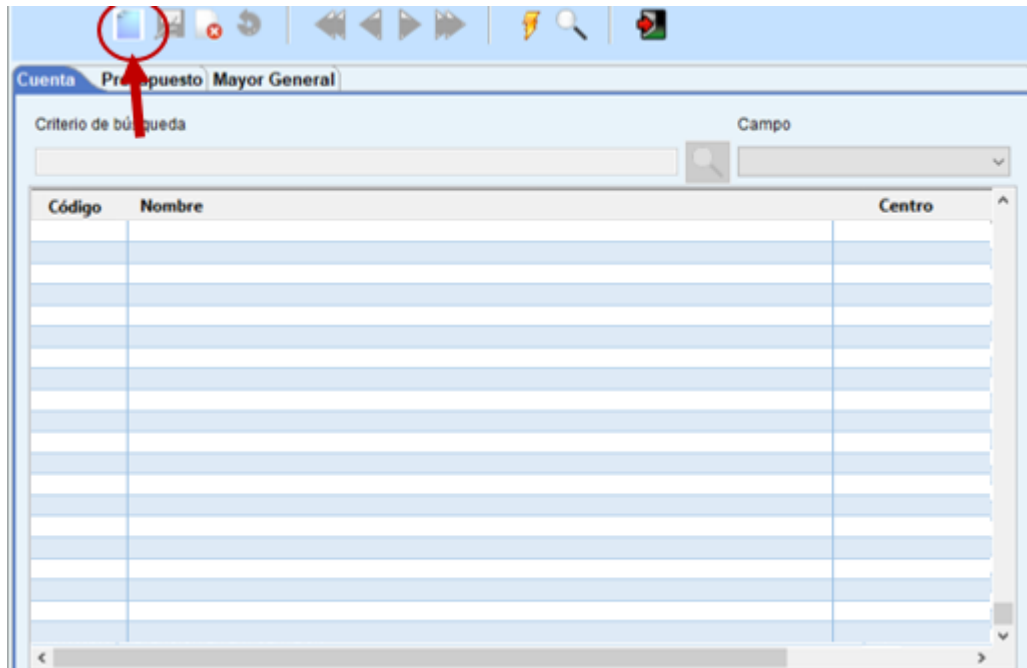 Cuenta Presupuesto Mayor General
Criterio de búsqueda Campo
Código Nombre Centro